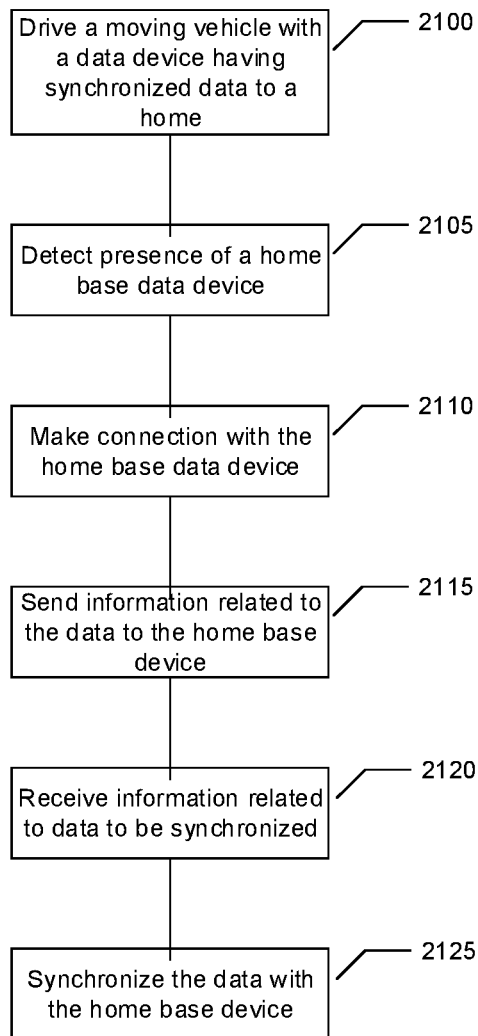 Drive a moving vehicle with
a data device having
synchronized data to a
home
2100
Detect presence of a home
base data device
2105
Make connection with the
home base data device
2110
Send information related to
the data to the home base
device
2115
Receive information related
to data to be synchronized
2120
Synchronize the data with
the home base device
2125